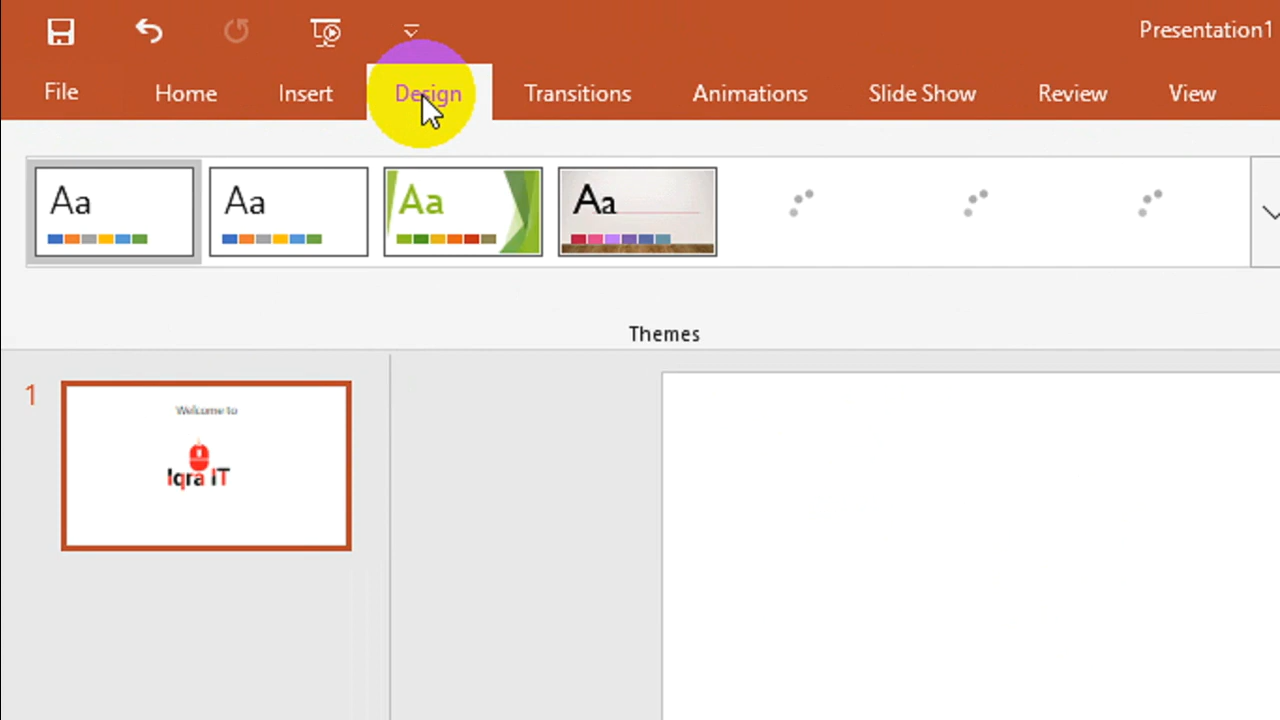 Presentation1
File Home Insert Design Transitions Animations Slide Show Review View
Aa Aa Aa Aa
Themes
1
Welcome to
Iqra IT